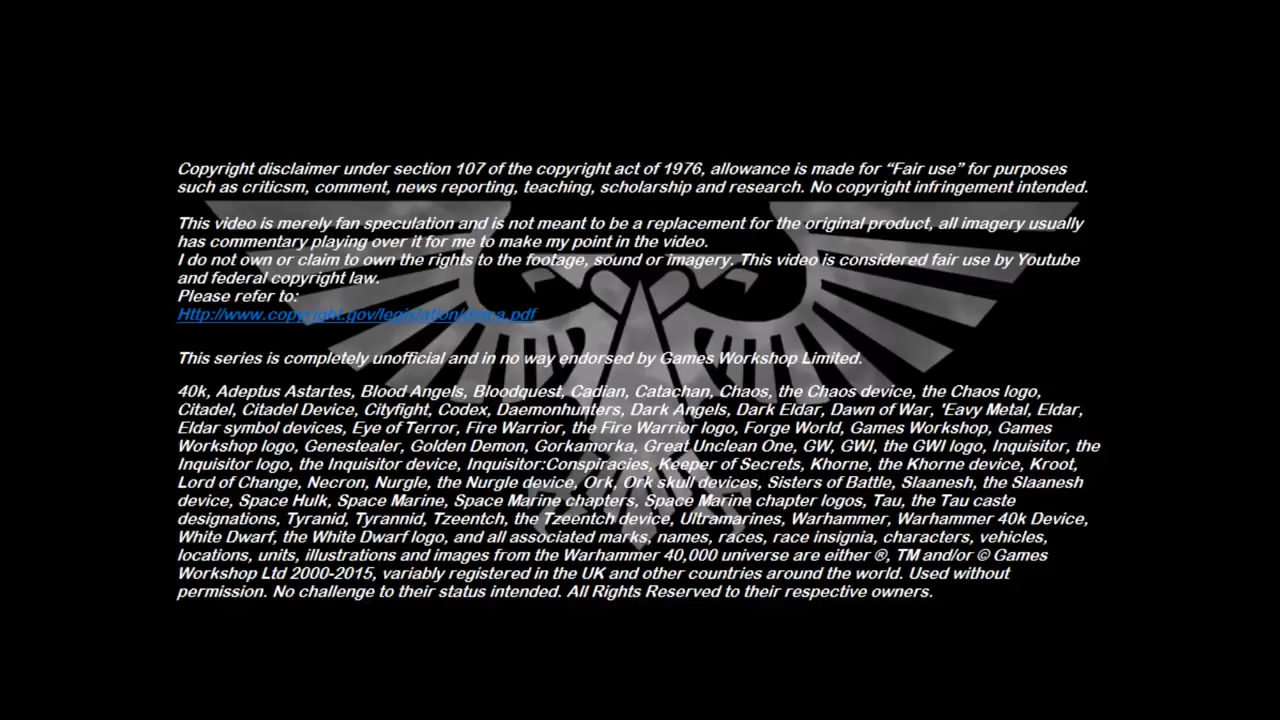 Copyright disclaimer under section 107 of the copyright act of 1976, allowance is made for “Fair use” for purposes
such as criticsm, comment, news reporting, teaching, scholarship and research. No copyright infringement intended.
This video is merely fan speculation and is not meant to be a replacement for the original product, all imagery usually
has commentary playing over it for me to make my point in the video.
I do not own or claim to own the rights to the footage, sound or imagery. This video is considered fair use by Youtube
and federal copyright law.
Please refer to:
Http://www.copyright.gov/legislation/dmca.pdf
This series is completely unofficial and in no way endorsed by Games Workshop Limited.
40k, Adeptus Astartes, Blood Angels, Bloodquest, Cadian, Catachan, Chaos, the Chaos device, the Chaos logo,
Citadel, Citadel Device, Cityfight, Codex, Daemonhunters, Dark Angels, Dark Eldar, Dawn of War, 'Eavy Metal, Eldar,
Eldar symbol devices, Eye of Terror, Fire Warrior, the Fire Warrior logo, Forge World, Games Workshop, Games
Workshop logo, Genestealer, Golden Demon, Gorkamorka, Great Unclean One, GW, GWI, the GWI logo, Inquisitor, the
Inquisitor logo, the Inquisitor device, Inquisitor:Conspiracies, Keeper of Secrets, Khorne, the Khorne device, Kroot,
Lord of Change, Necron, Nurgle, the Nurgle device, Ork, Ork skull devices, Sisters of Battle, Slaanesh, the Slaanesh
device, Space Hulk, Space Marine, Space Marine chapters, Space Marine chapter logos, Tau, the Tau caste
designations, Tyranid, Tyrannid, Tzeentch, the Tzeentch device, Ultramarines, Warhammer, Warhammer 40k Device,
White Dwarf, the White Dwarf logo, and all associated marks, names, races, race insignia, characters, vehicles,
locations, units, illustrations and images from the Warhammer 40,000 universe are either ®, TM and/or © Games
Workshop Ltd 2000-2015, variably registered in the UK and other countries around the world. Used without
permission. No challenge to their status intended. All Rights Reserved to their respective owners.